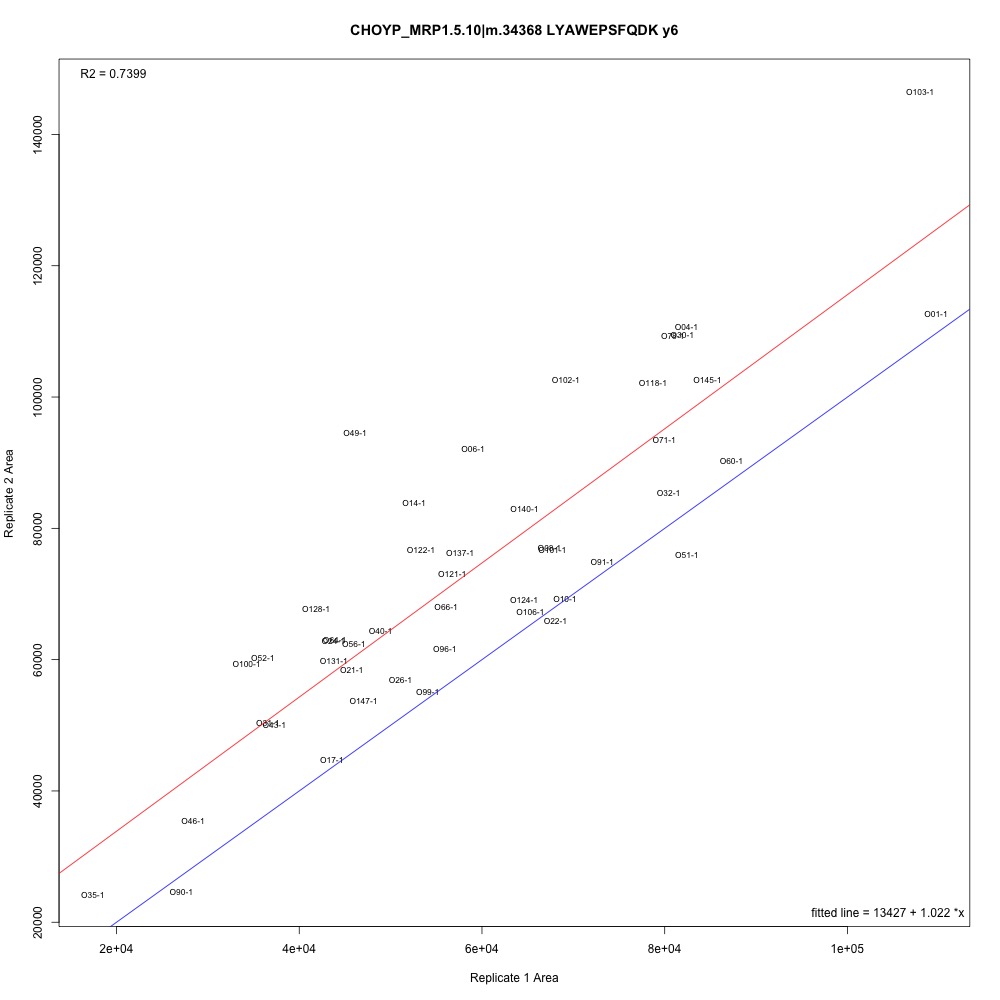 CHOYP_MRP1.5.10|m.34368 LYAWEPSFQDK y6
R2 = 0.7399
O103-1
O01-1
O04-1
O102-1
O118-1
O145-1
O49-1
O71-1
O06-1
O60-1
O32-1
O14-1
O140-1
O122-1
O137-1
O51-1
O91-1
O121-1
O128-1
O66-1
O124-1
O19-1
O106-1
O22-1
O40-1
O56-1
O96-1
O52-1
O100-1
O131-1
O21-1
O26-1
O99-1
O147-1
O43-1
O17-1
O46-1
O35-1
O90-1
fitted line = 13427 + 1.022 *x
20000
40000
60000
80000
100000
120000
140000
Replicate 2 Area
2e+04
4e+04
6e+04
8e+04
1e+05
Replicate 1 Area